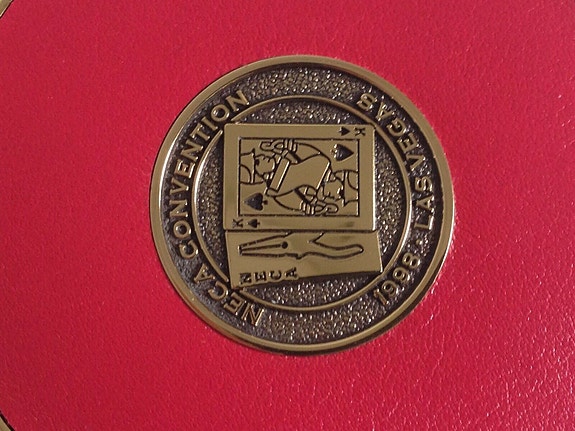 NECA CONVENTION
1998 LAS VEGAS
K
K
NECA